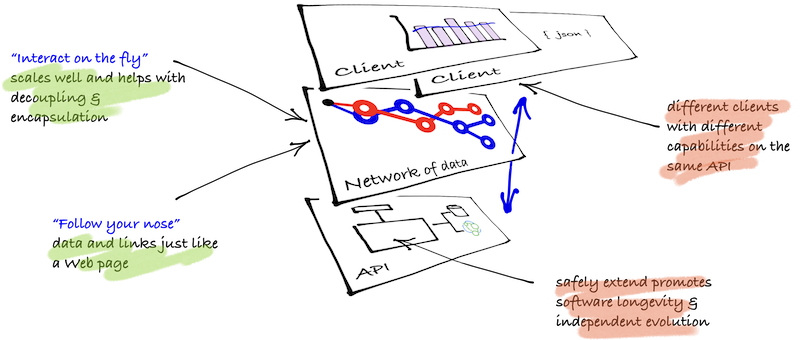 "Interact on the fly"
scales well and helps with
decoupling &
encapsulation
"Follow your nose"
data and links just like
a Web page
Client
{ json }
Client
Network of data
API
different clients
with different
capabilities on the
same API
safely extend promotes
software longevity &
independent evolution